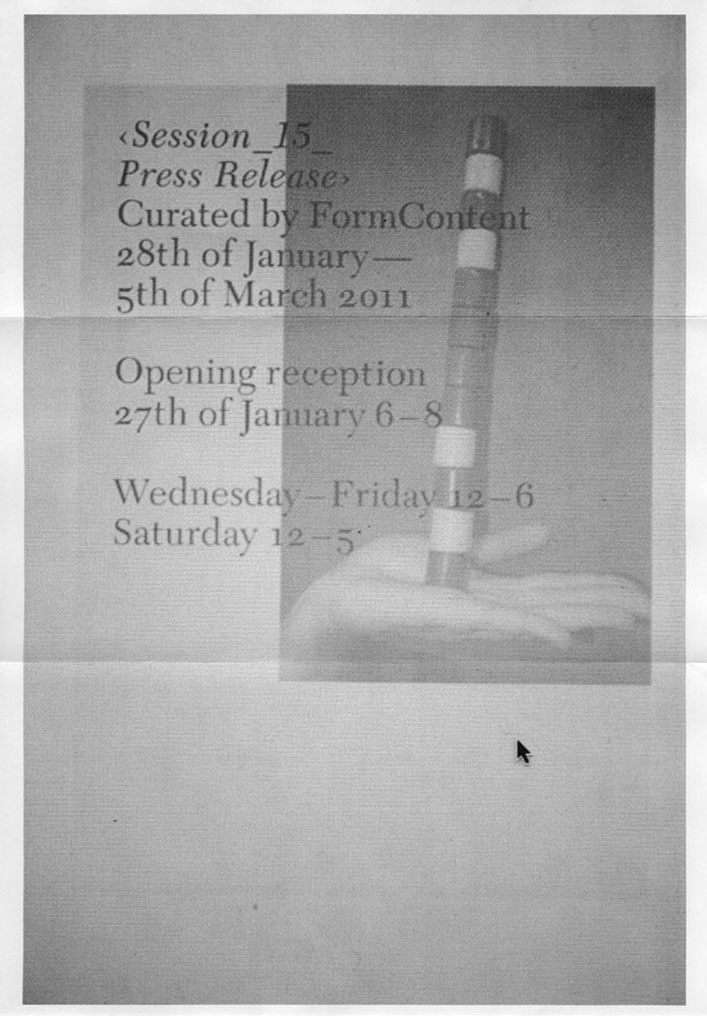 ‹Session_15_
Press Release›
Curated by FormContent
28th of January—
5th of March 2011
Opening reception
27th of January 6–8
Wednesday–Friday 12–6
Saturday 12–5